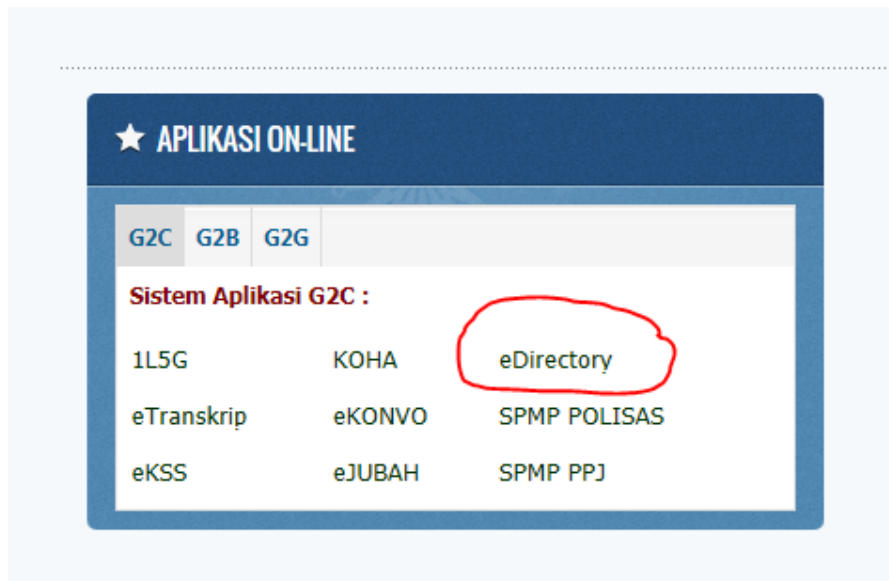 APLIKASI ON-LINE
G2C G2B G2G
Sistem Aplikasi G2C :
1L5G KOHA eDirectory
eTranskrip eKONVO SPMP POLISAS
eKSS eJUBAH SPMP PPJ